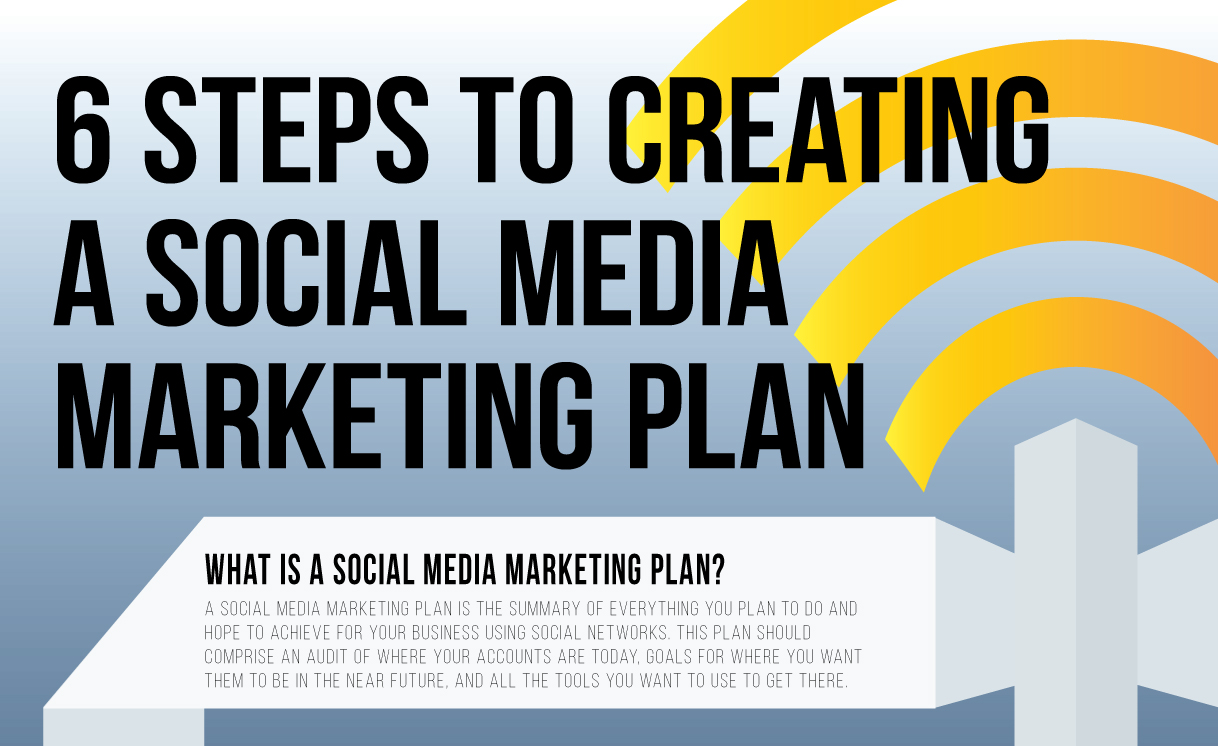 6 STEPS TO CREATING
A SOCIAL MEDIA
MARKETING PLAN
WHAT IS A SOCIAL MEDIA MARKETING PLAN?
A SOCIAL MEDIA MARKETING PLAN IS THE SUMMARY OF EVERYTHING YOU PLAN TO DO AND
HOPE TO ACHIEVE FOR YOUR BUSINESS USING SOCIAL NETWORKS. THIS PLAN SHOULD
COMPRISE AN AUDIT OF WHERE YOUR ACCOUNTS ARE TODAY, GOALS FOR WHERE YOU WANT
THEM TO BE IN THE NEAR FUTURE, AND ALL THE TOOLS YOU WANT TO USE TO GET THERE.